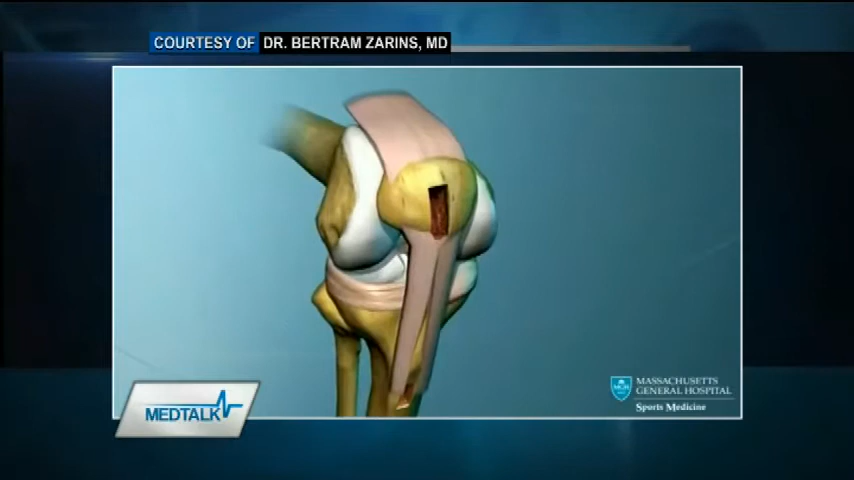 COURTESY OF DR. BERTRAM ZARINS, MD
MASSACHUSETTS
GENERAL HOSPITAL
Sports Medicine
MEDTALK